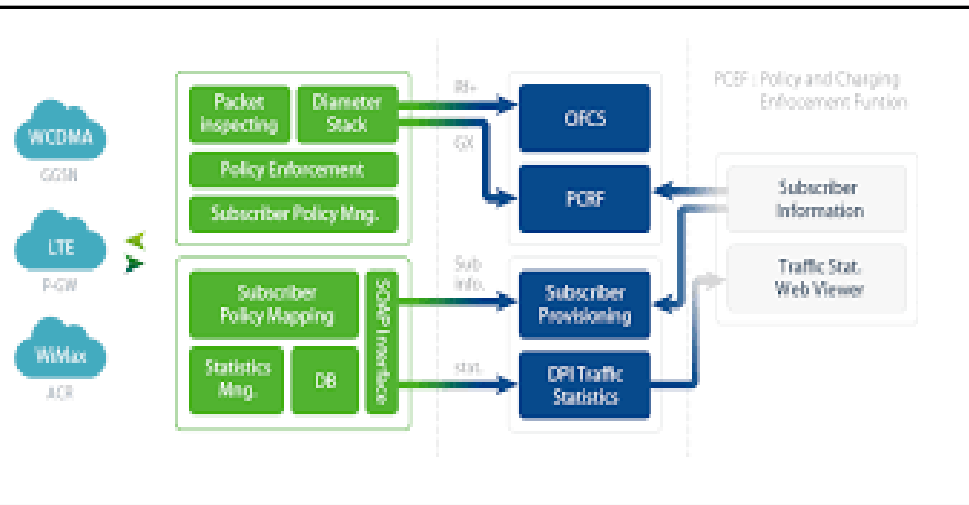 WCDMA
GGSN
LTE
P-GW
WiMax
ACR
Packet
inspecting
Diameter
Stack
Policy Enforcement
Subscriber Policy Mng.
Subscriber
Policy Mapping
SOAP Interface
Statistics
Mng.
DB
GX
Sub
Info.
stat.
OFCS
PCRF
Subscriber
Provisioning
DPI Traffic
Statistics
PCEF : Policy and Charging
Enfrocement Funtion
Subscriber
Information
Traffic Stat.
Web Viewer